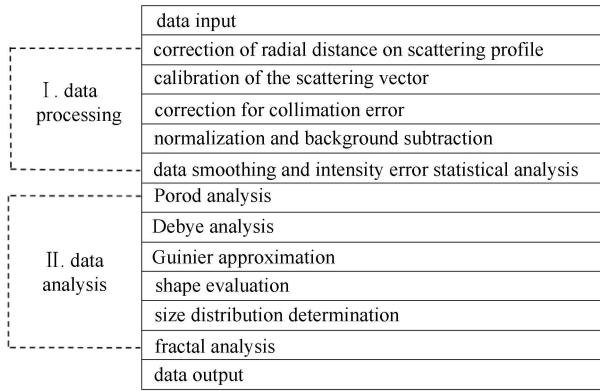 data input
correction of radial distance on scattering profile
calibration of the scattering vector
correction for collimation error
normalization and background subtraction
data smoothing and intensity error statistical analysis
Porod analysis
Debye analysis
Guinier approximation
shape evaluation
size distribution determination
fractal analysis
data output
Ⅰ. data
processing
Ⅱ. data
analysis